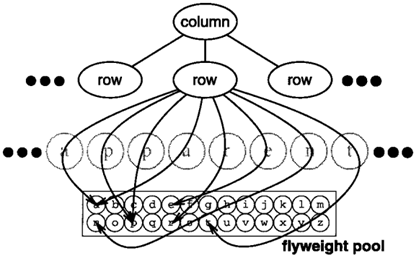 column
row row row
a p p u r e n t
a b c d e f g h i j k l m
n o p q r s t u v w x y z
flyweight pool